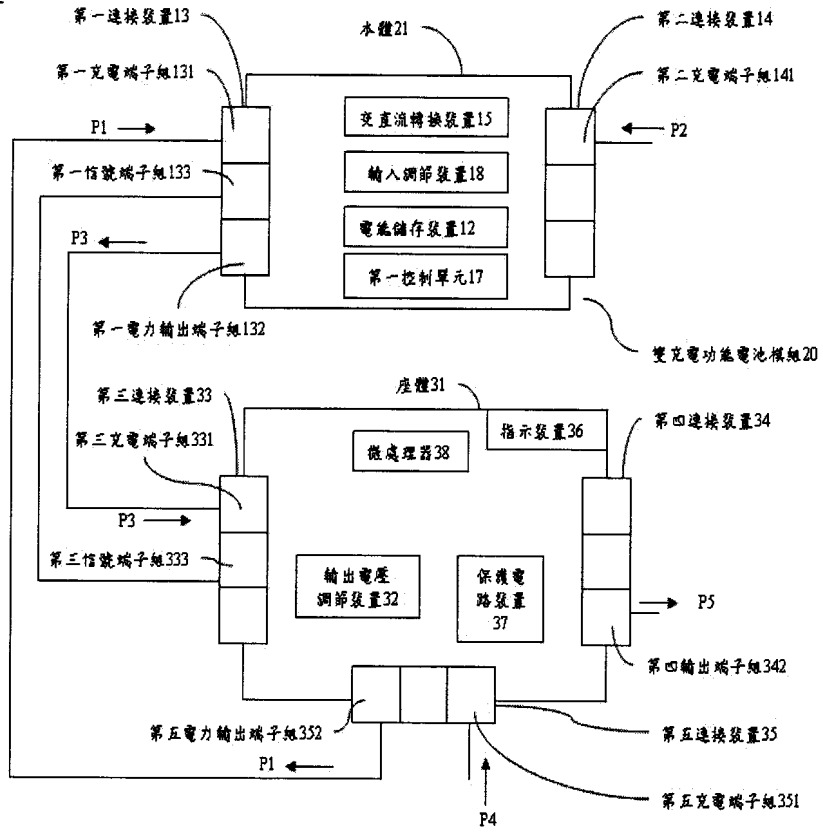 第一連接裝置13
本體21
第二連接裝置14
第一充電端子組131
第二充電端子組141
P1
交直流轉換裝置15
P2
第一信號端子組133
輸入調節裝置18
P3
電能儲存裝置12
第一控制單元17
第一電力輸出端子組132
雙充電功能電池模組20
座體31
第三連接裝置33
第四連接裝置34
指示裝置36
第三充電端子組331
微處理器38
P3
第三信號端子組333
輸出電壓
調節裝置32
保護電
路裝置
37
P5
第四輸出端子組342
第五電力輸出端子組352
第五連接裝置35
P1
第五充電端子組351
P4